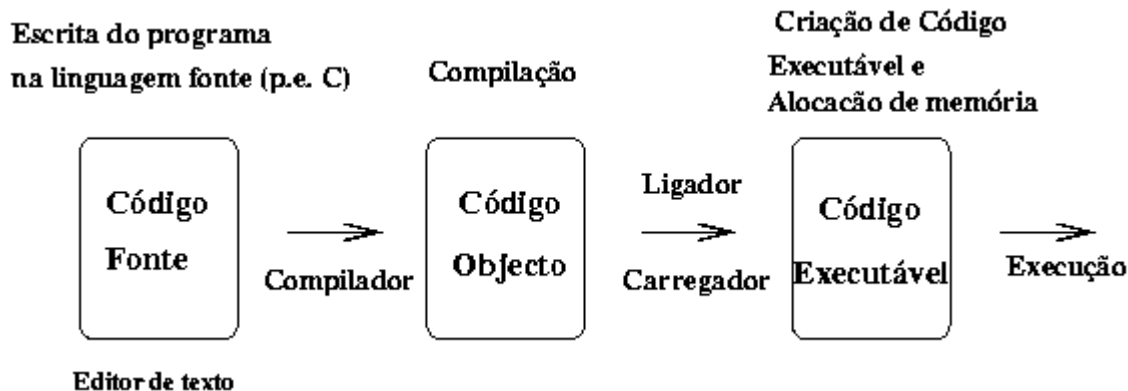 Escrita do programa
na linguagem fonte (p.e. C)
Compilação
Criação de Código
Executável e
Alocacão de memória
Código
Fonte
Compilador
Código
Objecto
Ligador
Carregador
Código
Executável
Execução
Editor de texto